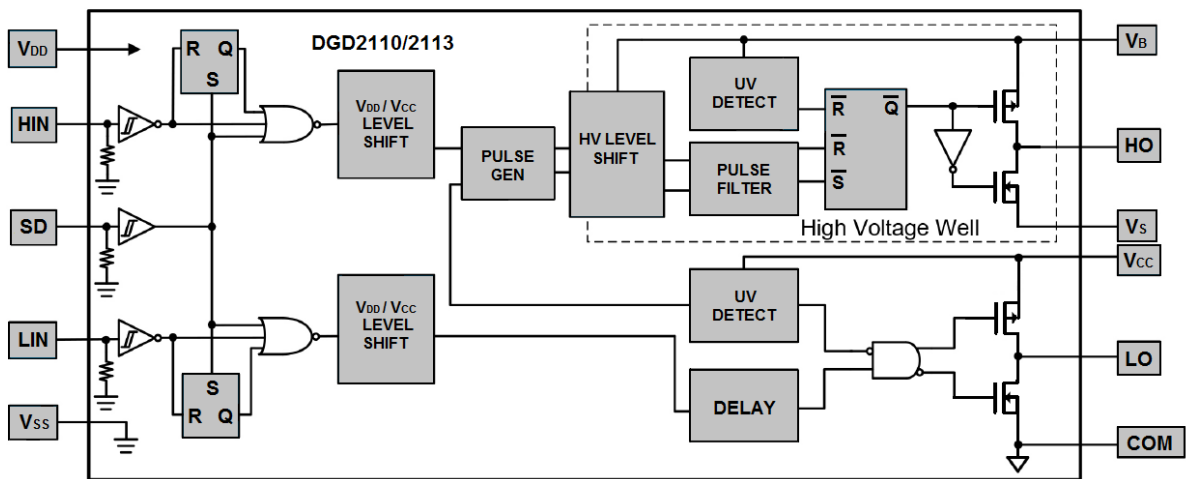 VDD
HIN
SD
LIN
VSS
DGD2110/2113
R Q
S
VDD / VCC
LEVEL
SHIFT
PULSE
GEN
HV LEVEL
SHIFT
UV
DETECT
PULSE
FILTER
R̅ Q̅
R̅
S̅
High Voltage Well
VB
HO
VS
VCC
S
R Q
VDD / VCC
LEVEL
SHIFT
UV
DETECT
DELAY
LO
COM